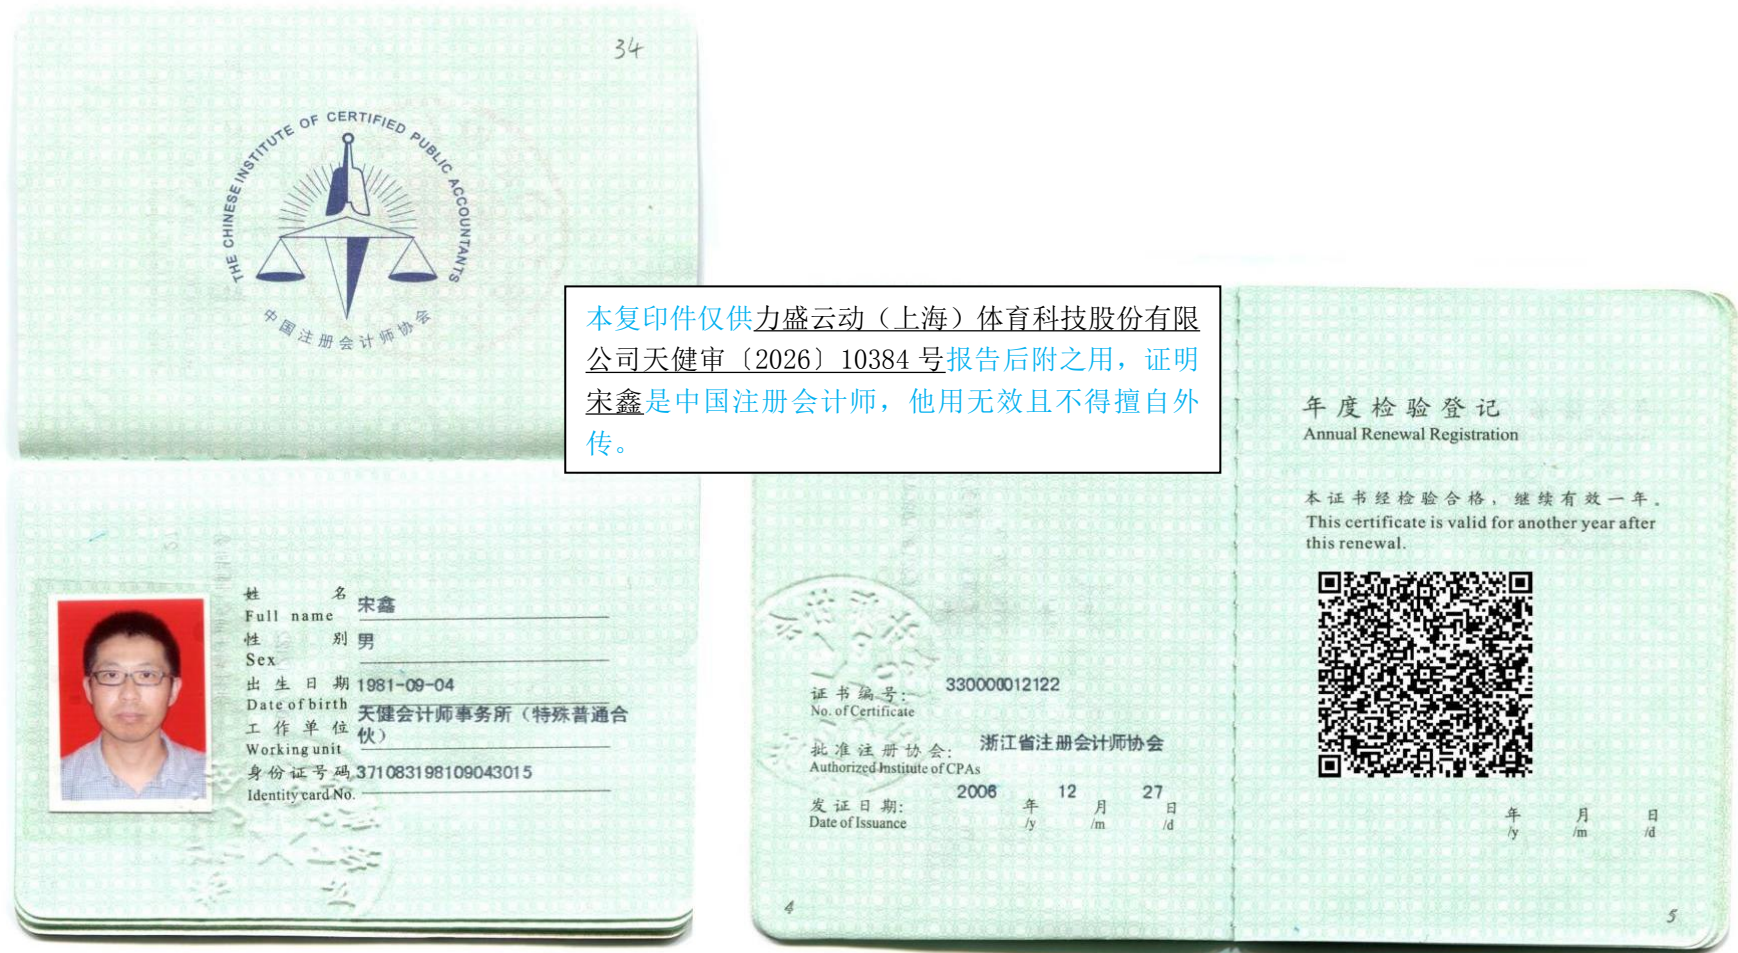 34
THE CHINESE INSTITUTE OF CERTIFIED PUBLIC ACCOUNTANTS
中国注册会计师协会
本复印件仅供力盛云动（上海）体育科技股份有限
公司天健审〔2026〕10384号报告后附之用，证明
宋鑫是中国注册会计师，他用无效且不得擅自外
传。
姓 名 宋鑫
Full name
性 别 男
Sex
出生日期 1981-09-04
Date of birth
工作单位 天健会计师事务所（特殊普通合
伙）
Working unit
身份证号码 371083198109043015
Identity card No.
证书编号: 330000012122
No. of Certificate
批准注册协会: 浙江省注册会计师协会
Authorized Institute of CPAs
发证日期: 2006 年 12 月 27 日
Date of Issuance /y /m /d
4
年度检验登记
Annual Renewal Registration
本证书经检验合格，继续有效一年。
This certificate is valid for another year after
this renewal.
年 月 日
/y /m /d
5